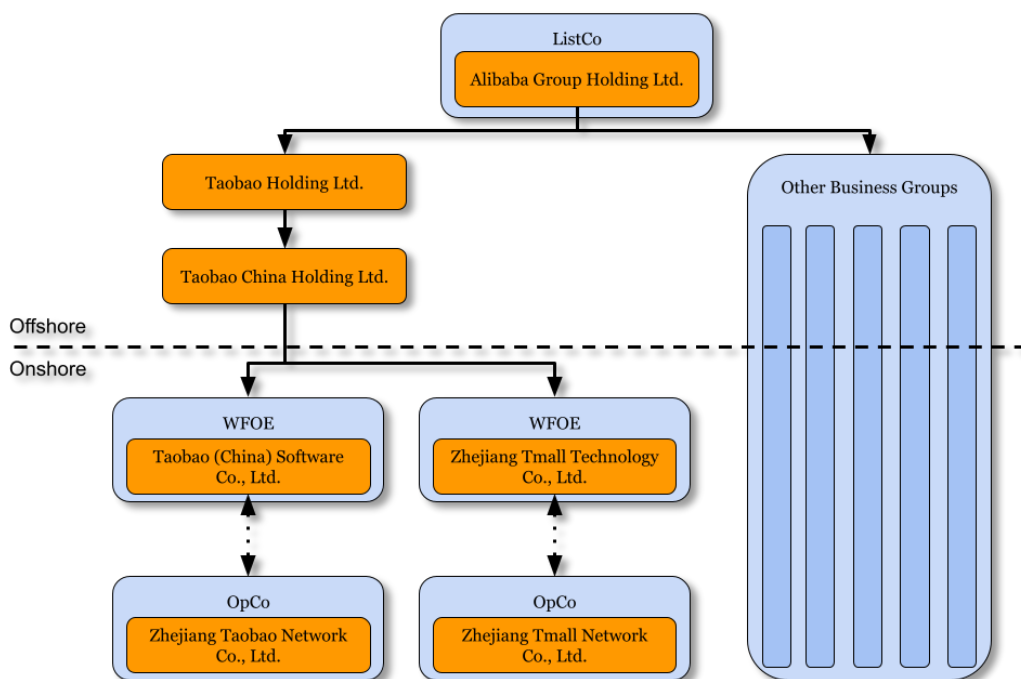 ListCo
Alibaba Group Holding Ltd.
Taobao Holding Ltd.
Other Business Groups
Taobao China Holding Ltd.
Offshore
Onshore
WFOE
Taobao (China) Software
Co., Ltd.
WFOE
Zhejiang Tmall Technology
Co., Ltd.
OpCo
Zhejiang Taobao Network
Co., Ltd.
OpCo
Zhejiang Tmall Network
Co., Ltd.